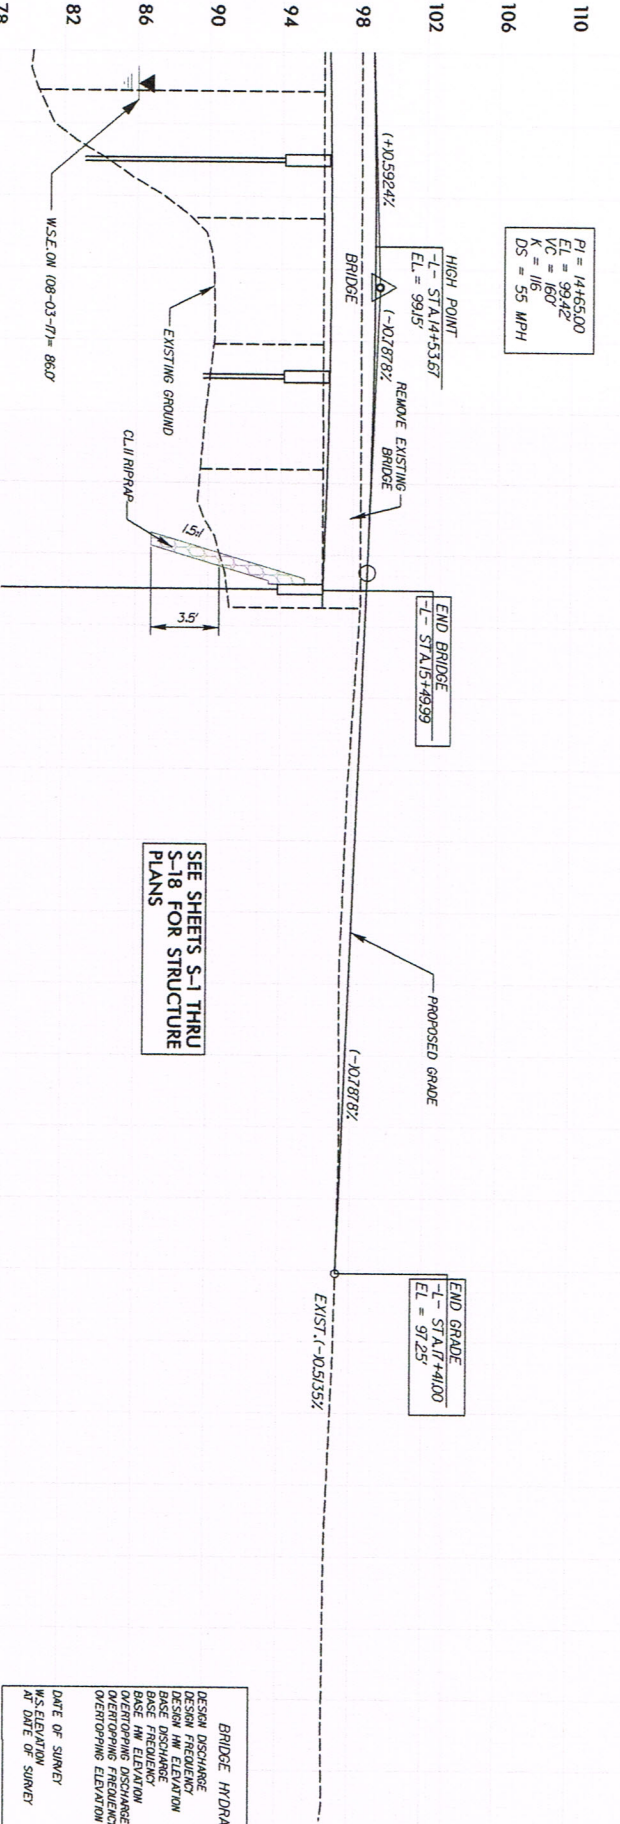 110
106
102
98
94
90
86
82
78
PI = 14+65.00
EL = 99.42'
VC = 160'
K = 116
DS = 55 MPH
(+)0.5924%
HIGH POINT
-L- STA.14+53.67
EL. = 99.15'
(-)0.7878%
BRIDGE
REMOVE EXISTING
BRIDGE
W.S.E. ON (08-03-17)= 86.0'
EXISTING GROUND
CL.II RIPRAP
1.5:1
3.5'
END BRIDGE
-L- STA.15+49.99
SEE SHEETS S-1 THRU
S-18 FOR STRUCTURE
PLANS
PROPOSED GRADE
(-)0.7878%
END GRADE
-L- STA.17+41.00
EL = 97.25'
EXIST.(-)0.5135%
BRIDGE HYDRA
DESIGN DISCHARGE
DESIGN FREQUENCY
DESIGN HW ELEVATION
BASE DISCHARGE
BASE FREQUENCY
BASE HW ELEVATION
OVERTOPPING DISCHARGE
OVERTOPPING FREQUENC
OVERTOPPING ELEVATION
DATE OF SURVEY
W.S.ELEVATION
AT DATE OF SURVEY